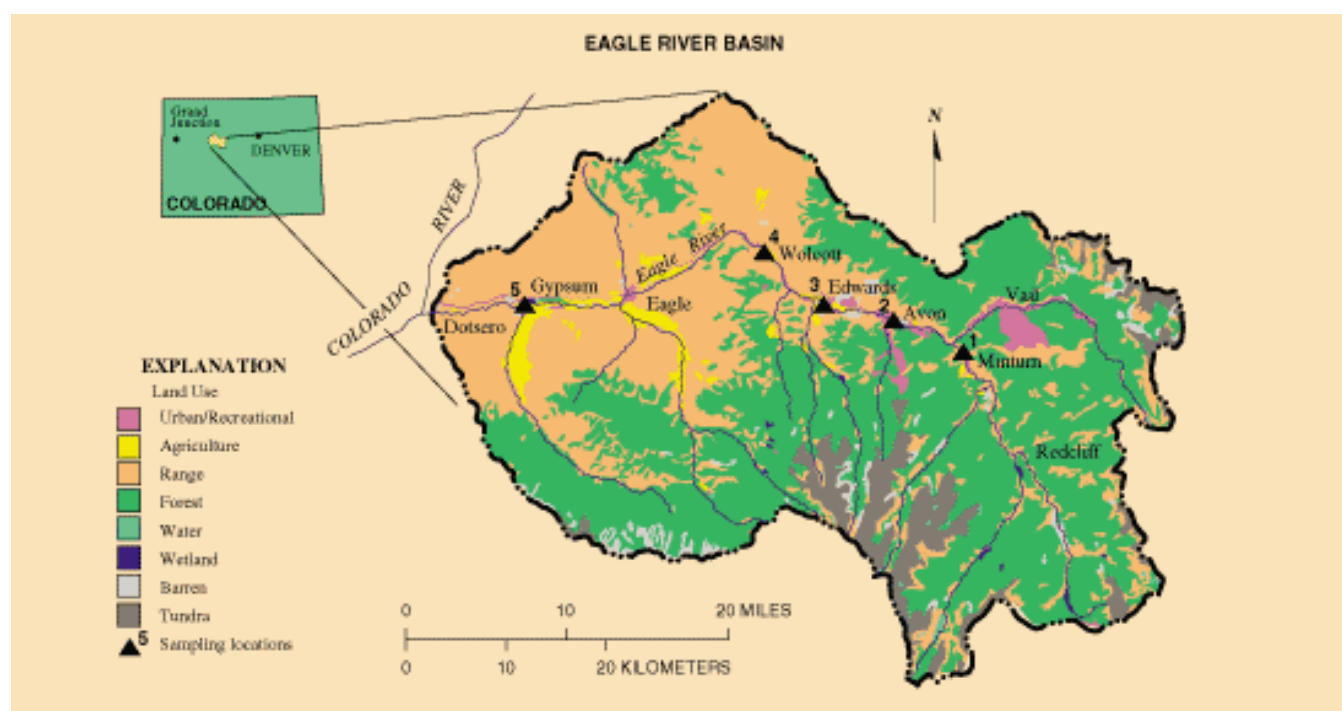 EAGLE RIVER BASIN
Grand
Junction
DENVER
COLORADO
N
RIVER
COLORADO
Eagle River
4
Wolcott
5
Gypsum
Eagle
3
Edwards
2
Avon
Vail
Dotsero
1
Minturn
Redcliff
EXPLANATION
Land Use
Urban/Recreational
Agriculture
Range
Forest
Water
Wetland
Barren
Tundra
5
Sampling locations
0 10 20 MILES
0 10 20 KILOMETERS